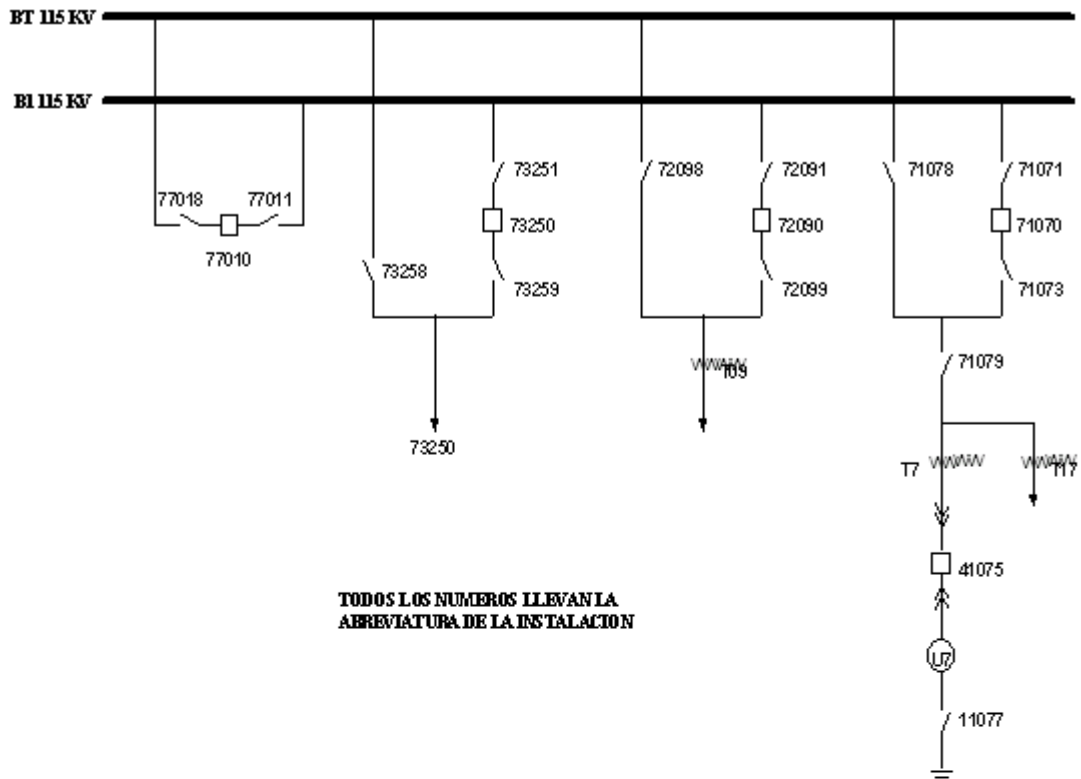 BT 115 KV
B1 115 KV
73251
72098
72091
71078
71071
77018
77011
73250
72090
71070
77010
73258
73259
72099
71073
71079
T09
73250
T7
T17
41075
TODOS LOS NUMEROS LLEVAN LA
ABREVIATURA DE LA INSTALACION
U7
11077